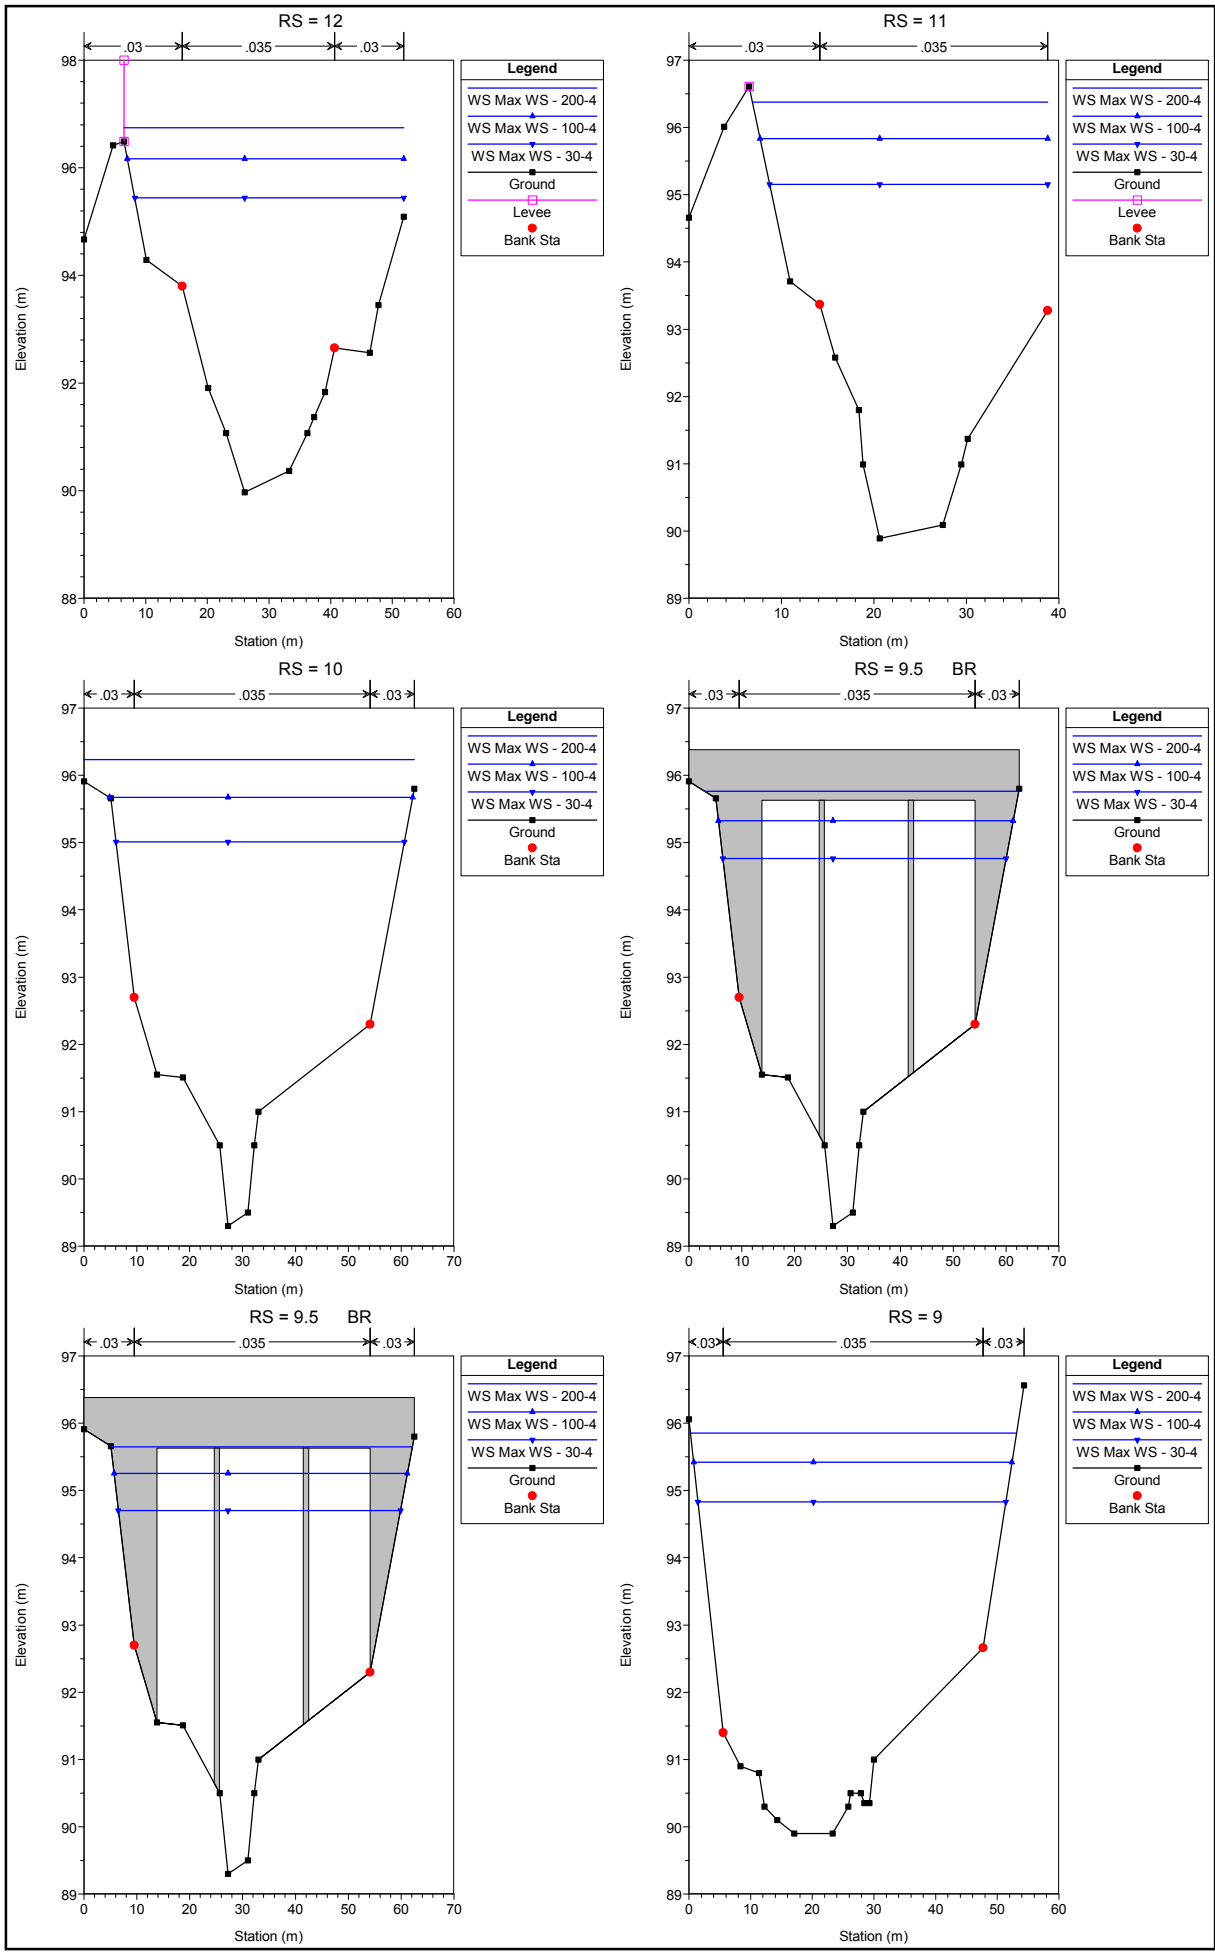 RS = 12
.03 .035 .03
98
96
94
92
90
88
0 10 20 30 40 50 60
Station (m)
Elevation (m)
Legend
WS Max WS - 200-4
WS Max WS - 100-4
WS Max WS - 30-4
Ground
Levee
Bank Sta
RS = 11
.03 .035
97
96
95
94
93
92
91
90
89
0 10 20 30 40
Station (m)
Elevation (m)
Legend
WS Max WS - 200-4
WS Max WS - 100-4
WS Max WS - 30-4
Ground
Levee
Bank Sta
RS = 10
.03 .035 .03
97
96
95
94
93
92
91
90
89
0 10 20 30 40 50 60 70
Station (m)
Elevation (m)
Legend
WS Max WS - 200-4
WS Max WS - 100-4
WS Max WS - 30-4
Ground
Bank Sta
RS = 9.5 BR
.03 .035 .03
97
96
95
94
93
92
91
90
89
0 10 20 30 40 50 60 70
Station (m)
Elevation (m)
Legend
WS Max WS - 200-4
WS Max WS - 100-4
WS Max WS - 30-4
Ground
Bank Sta
RS = 9.5 BR
.03 .035 .03
97
96
95
94
93
92
91
90
89
0 10 20 30 40 50 60 70
Station (m)
Elevation (m)
Legend
WS Max WS - 200-4
WS Max WS - 100-4
WS Max WS - 30-4
Ground
Bank Sta
RS = 9
.03 .035 .03
97
96
95
94
93
92
91
90
89
0 10 20 30 40 50 60
Station (m)
Elevation (m)
Legend
WS Max WS - 200-4
WS Max WS - 100-4
WS Max WS - 30-4
Ground
Bank Sta